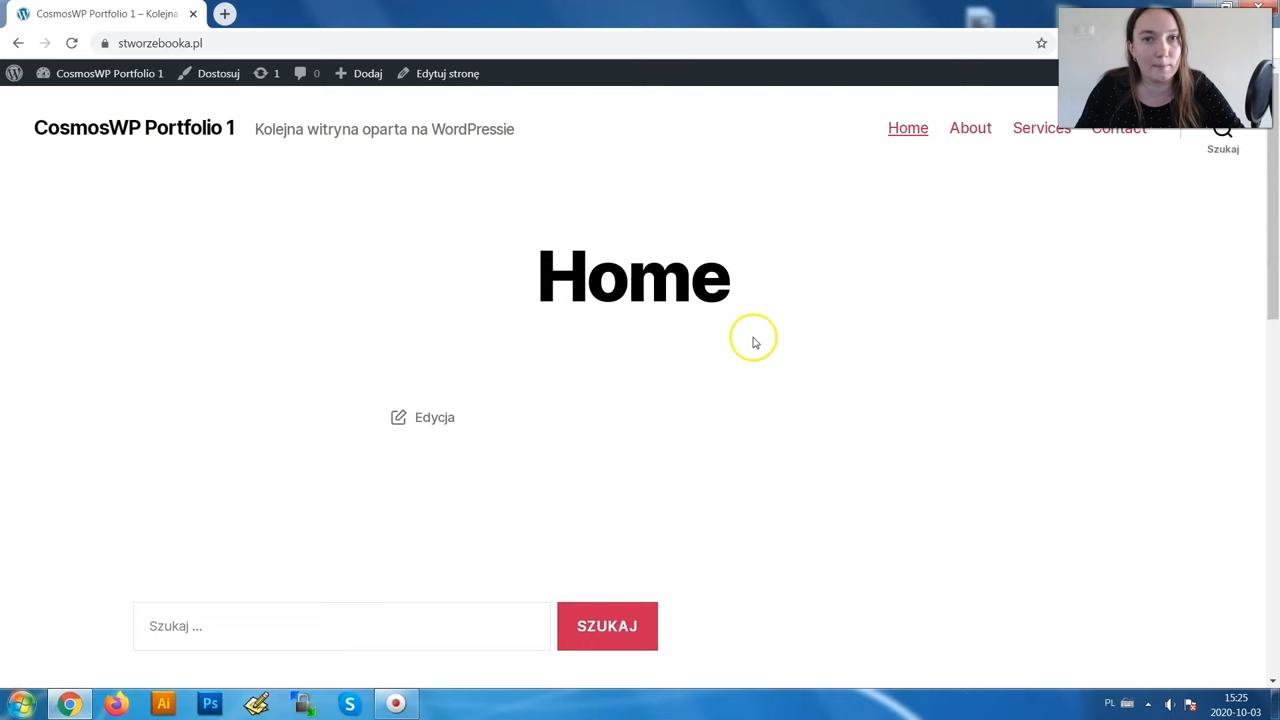 CosmosWP Portfolio 1 – Kolejna
stworzebooka.pl
CosmosWP Portfolio 1 Dostosuj 1 0 Dodaj Edytuj stronę
CosmosWP Portfolio 1 Kolejna witryna oparta na WordPressie Home About Services Contact
Szukaj
Home
Edycja
Szukaj … SZUKAJ
Ai Ps S PL 15:25
2020-10-03